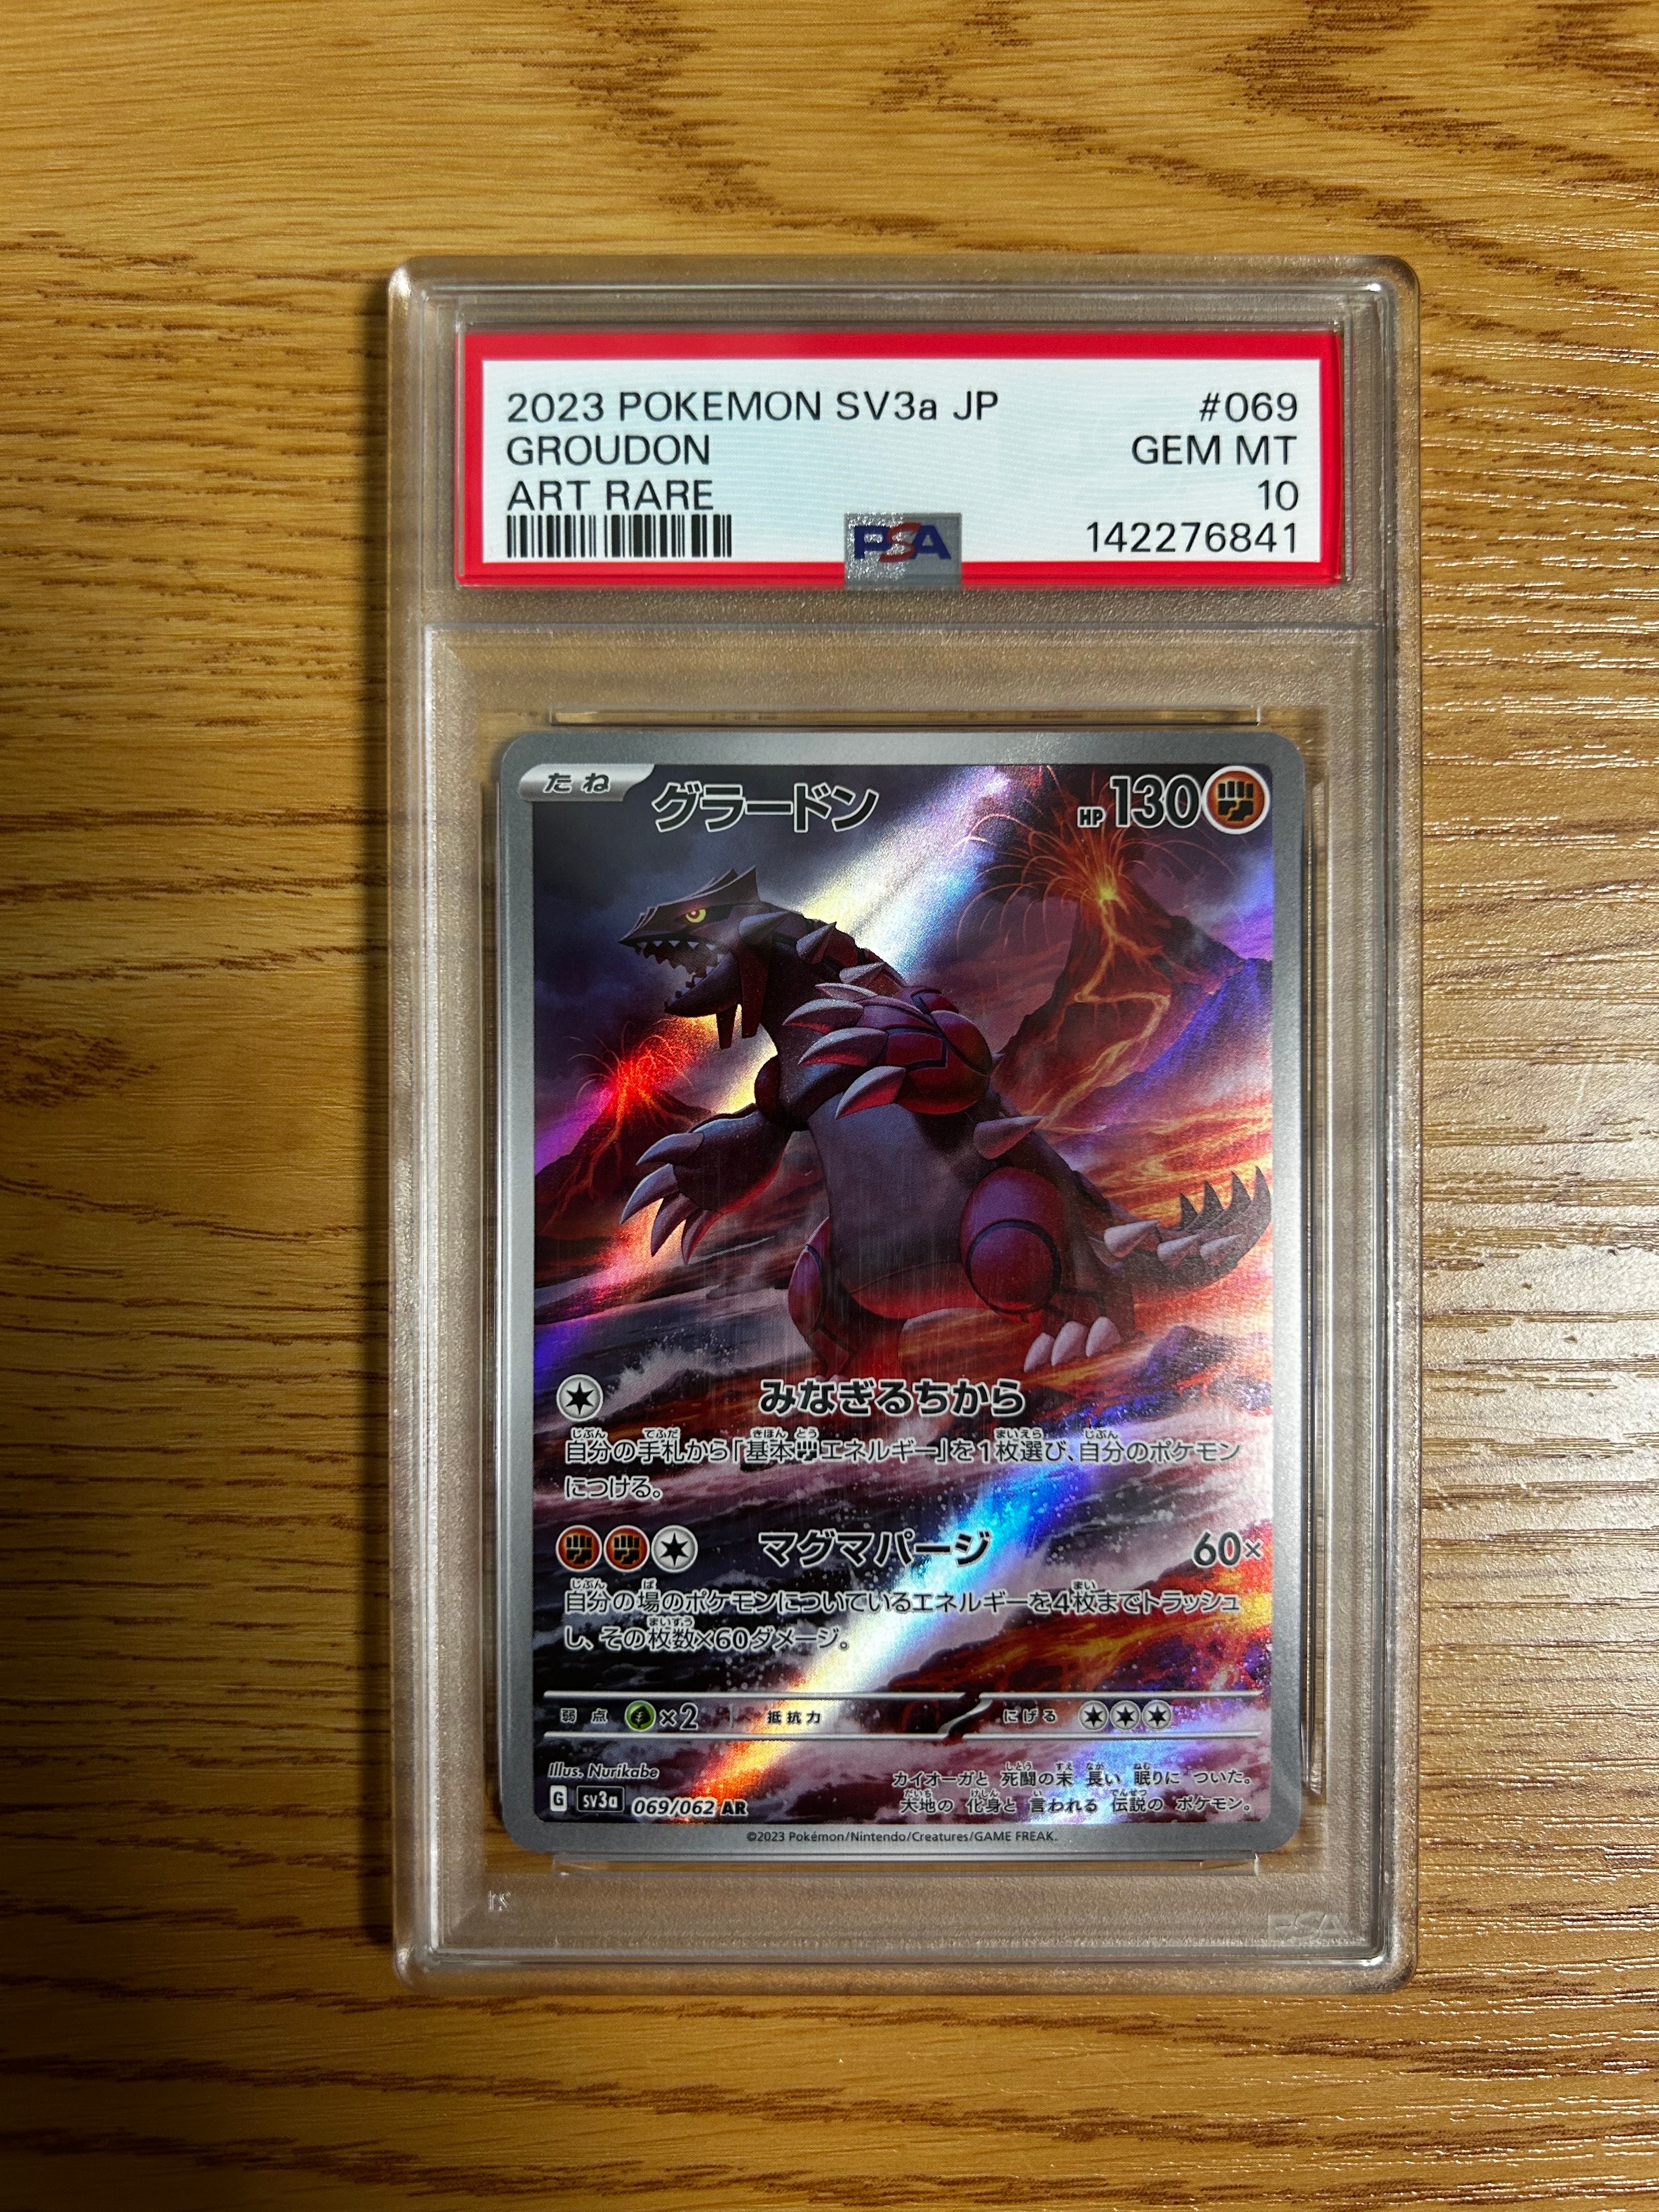 2023 POKEMON SV3a JP #069
GROUDON GEM MT
ART RARE 10
PSA 142276841
たね グラードン HP 130
みなぎるちから
自分の手札から「基本エネルギー」を1枚選び、自分のポケモン
につける。
マグマパージ 60×
自分の場のポケモンについているエネルギーを4枚までトラッシュ
し、その枚数×60ダメージ。
弱点 ×2 抵抗力 にげる
Illus. Nurikabe
カイオーガと 死闘の末 長い 眠りに ついた。
大地の 化身と 言われる 伝説の ポケモン。
G sv3a 069/062 AR
©2023 Pokémon/Nintendo/Creatures/GAME FREAK.
PSA